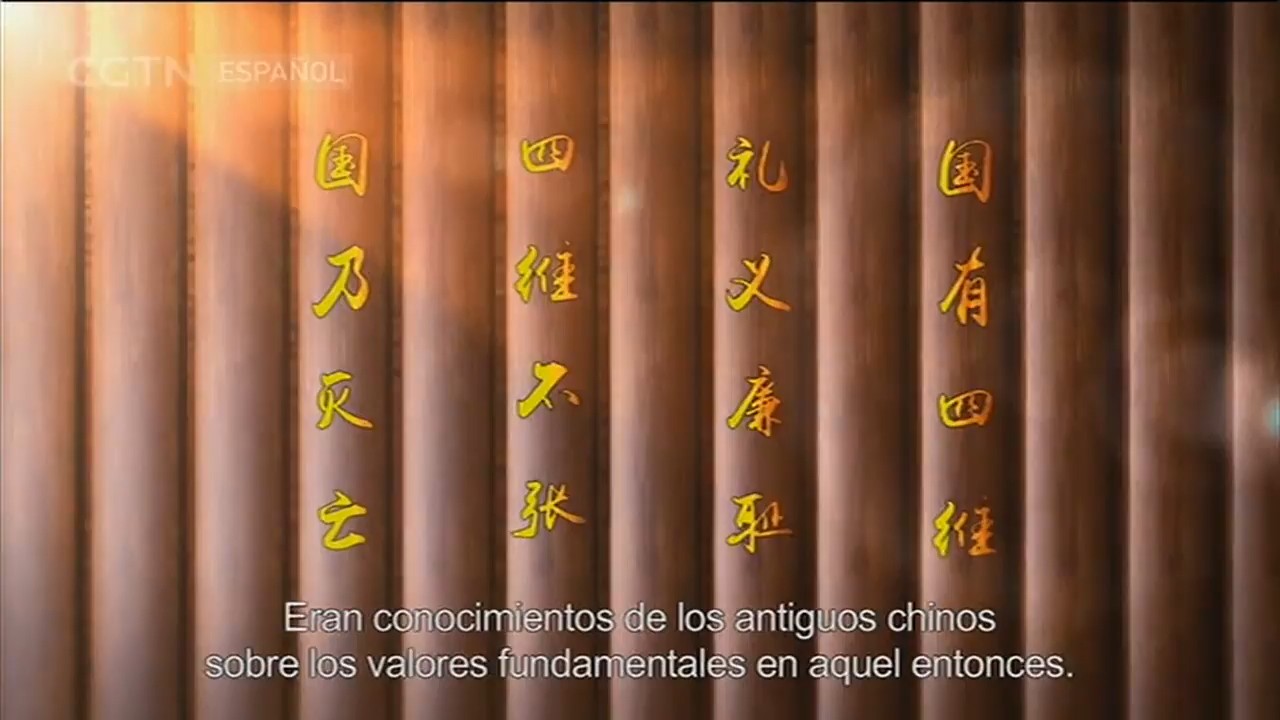 CGTN ESPAÑOL
国有四维
礼义廉耻
四维不张
国乃灭亡
Eran conocimientos de los antiguos chinos
sobre los valores fundamentales en aquel entonces.